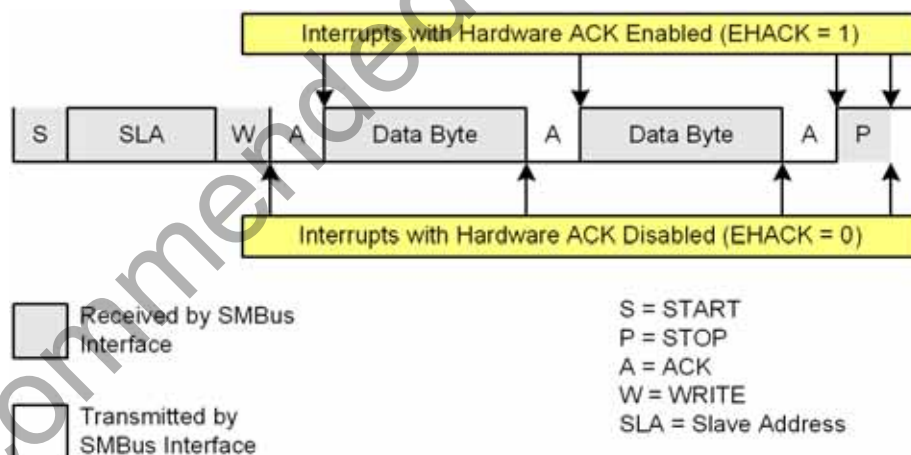 Interrupts with Hardware ACK Enabled (EHACK = 1)
S SLA W A Data Byte A Data Byte A P
Interrupts with Hardware ACK Disabled (EHACK = 0)
Received by SMBus
Interface
Transmitted by
SMBus Interface
S = START
P = STOP
A = ACK
W = WRITE
SLA = Slave Address
ommended